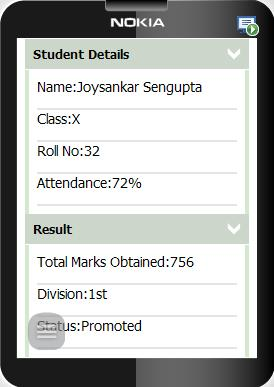 NOKIA
Student Details
Name:Joysankar Sengupta
Class:X
Roll No:32
Attendance:72%
Result
Total Marks Obtained:756
Division:1st
Status:Promoted